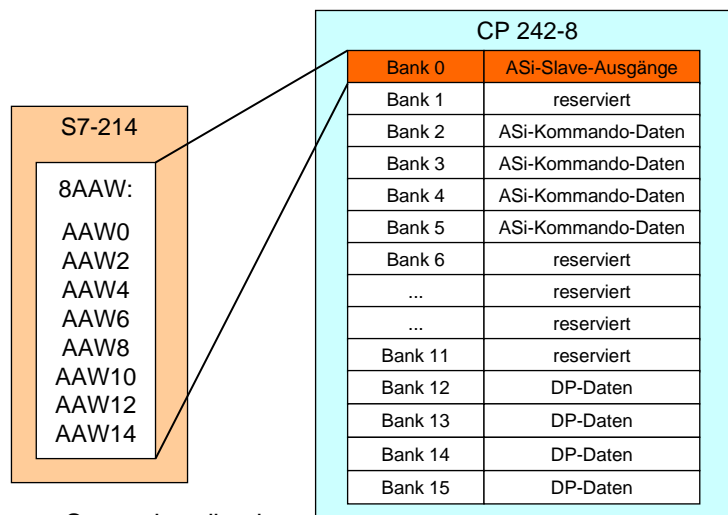 CP 242-8
Bank 0 ASi-Slave-Ausgänge
Bank 1 reserviert
Bank 2 ASi-Kommando-Daten
Bank 3 ASi-Kommando-Daten
Bank 4 ASi-Kommando-Daten
Bank 5 ASi-Kommando-Daten
Bank 6 reserviert
... reserviert
... reserviert
Bank 11 reserviert
Bank 12 DP-Daten
Bank 13 DP-Daten
Bank 14 DP-Daten
Bank 15 DP-Daten
S7-214
8AAW:
AAW0
AAW2
AAW4
AAW6
AAW8
AAW10
AAW12
AAW14